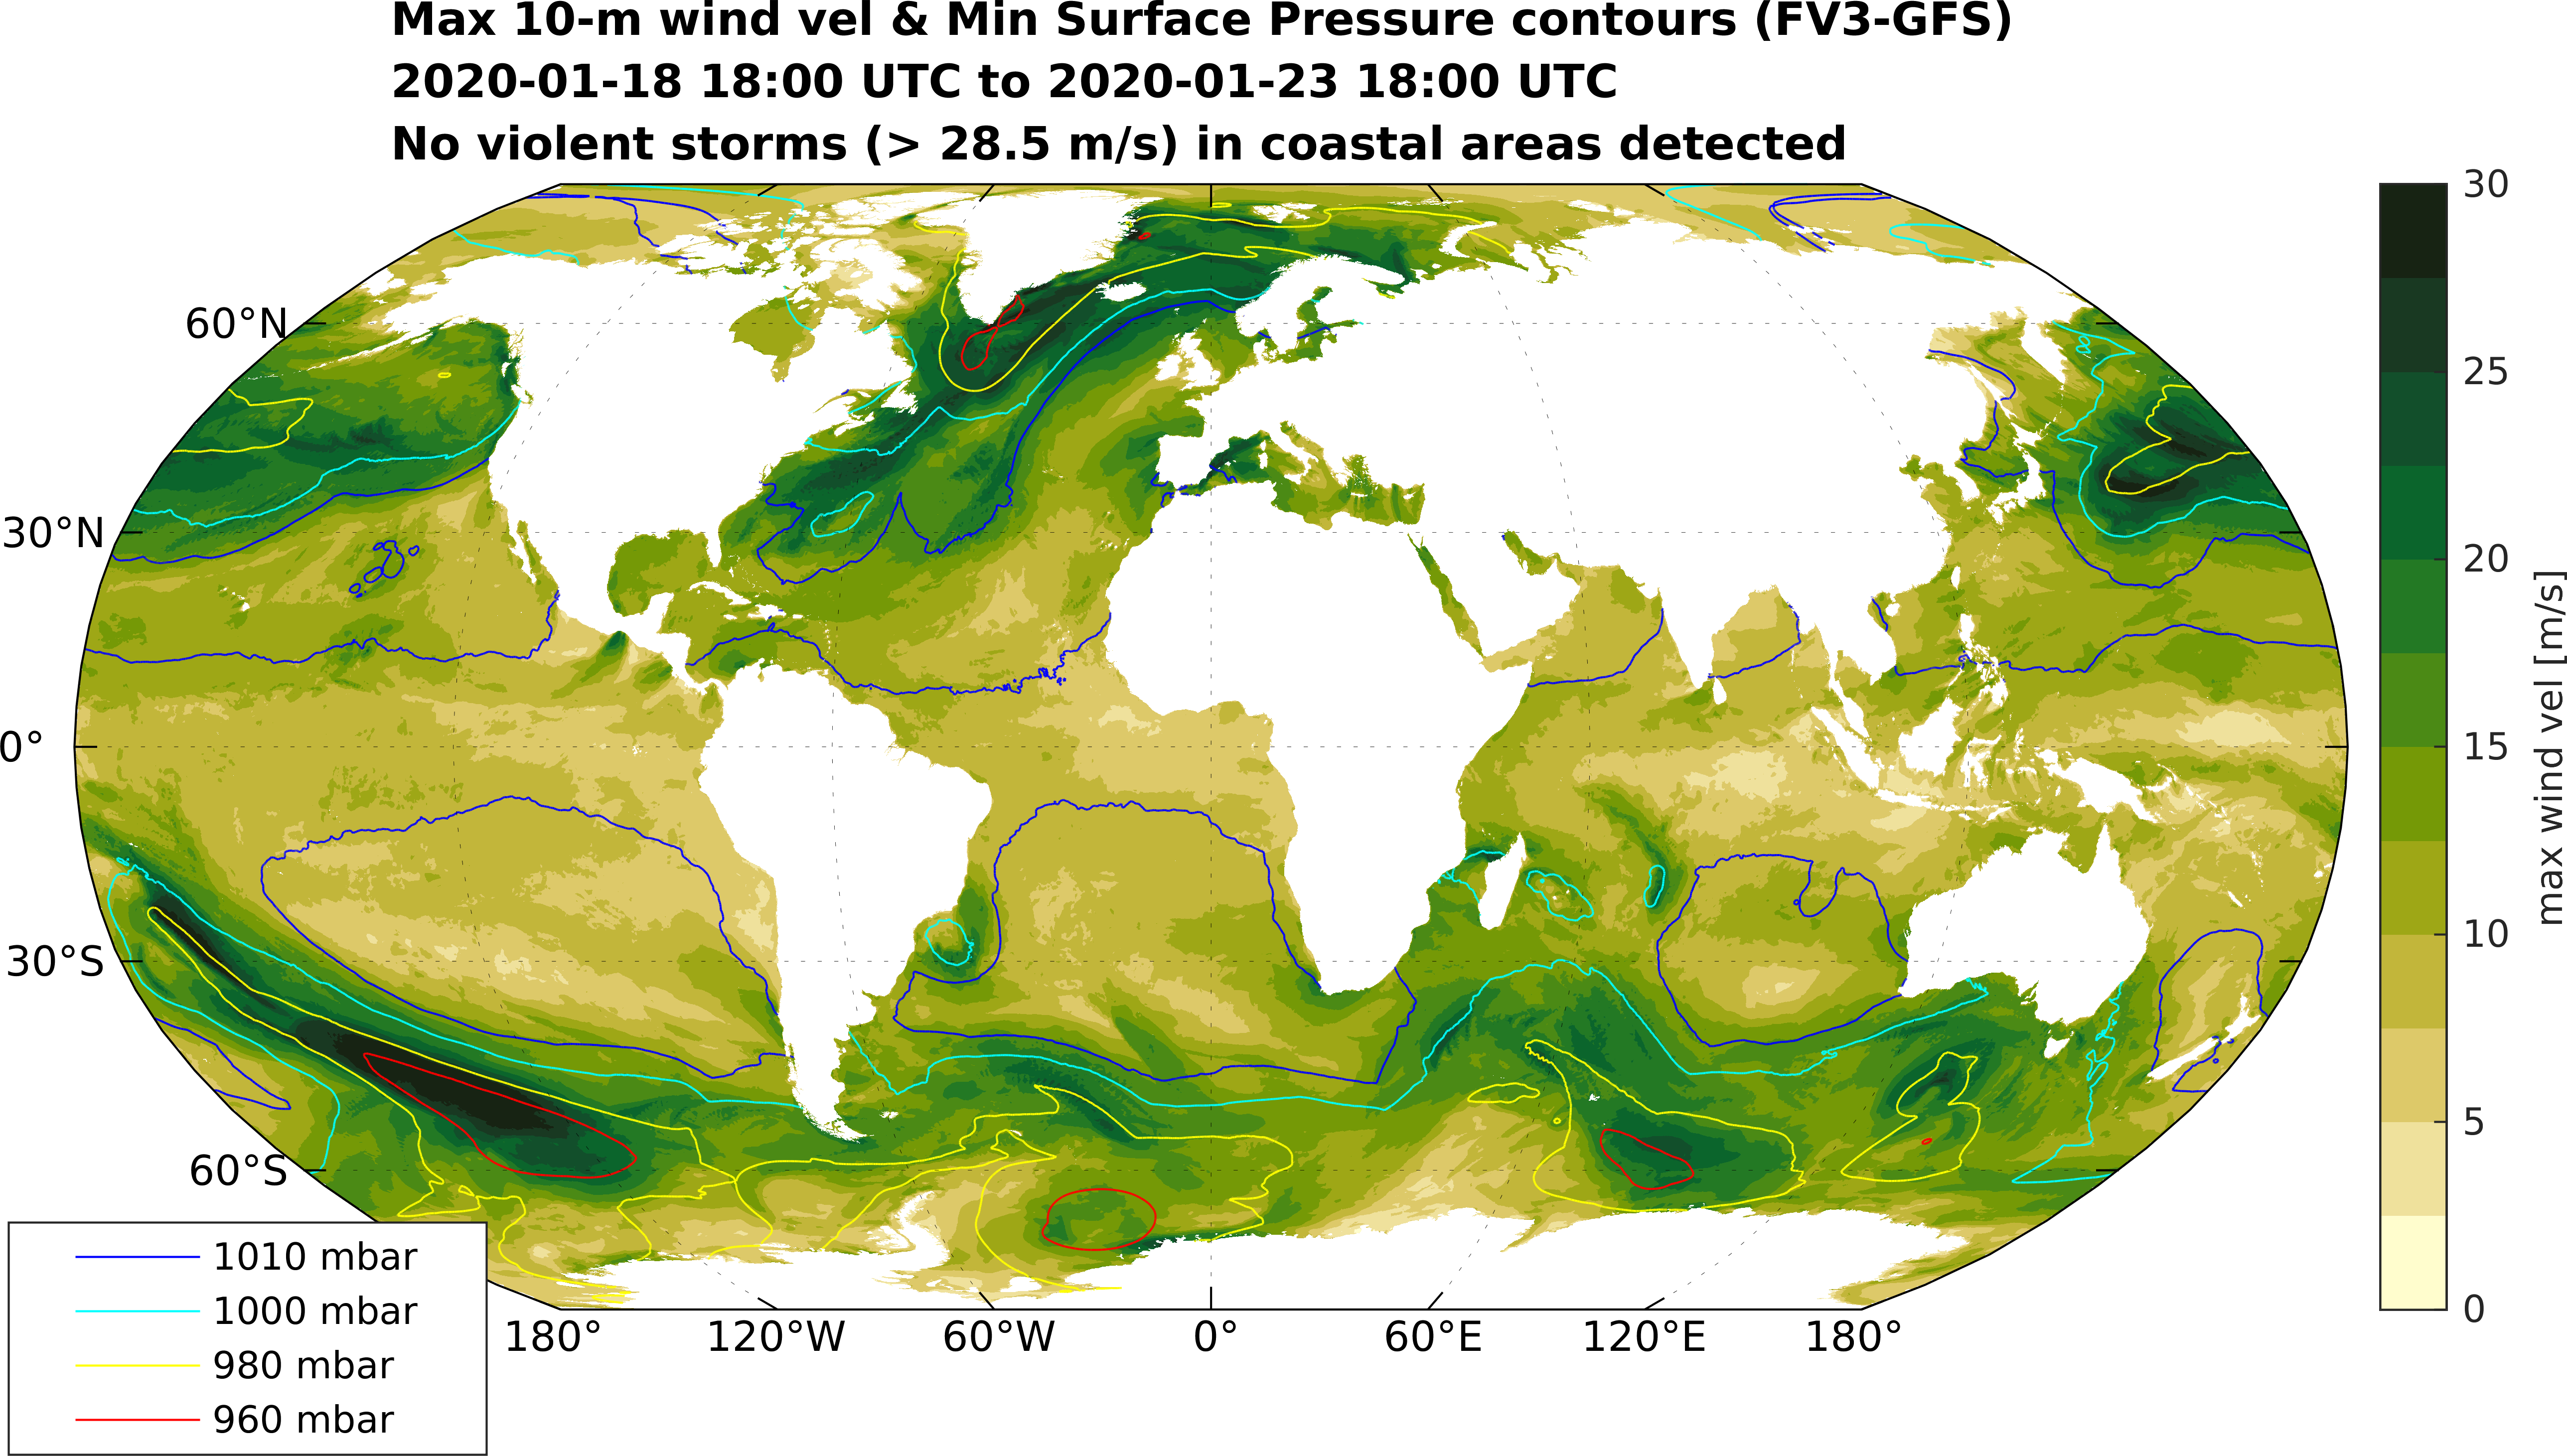 Max 10-m wind vel & Min Surface Pressure contours (FV3-GFS)
2020-01-18 18:00 UTC to 2020-01-23 18:00 UTC
No violent storms (> 28.5 m/s) in coastal areas detected
60°N
30°N
0°
30°S
60°S
180°
120°W
60°W
0°
60°E
120°E
180°
1010 mbar
1000 mbar
980 mbar
960 mbar
30
25
20
15
10
5
0
max wind vel [m/s]